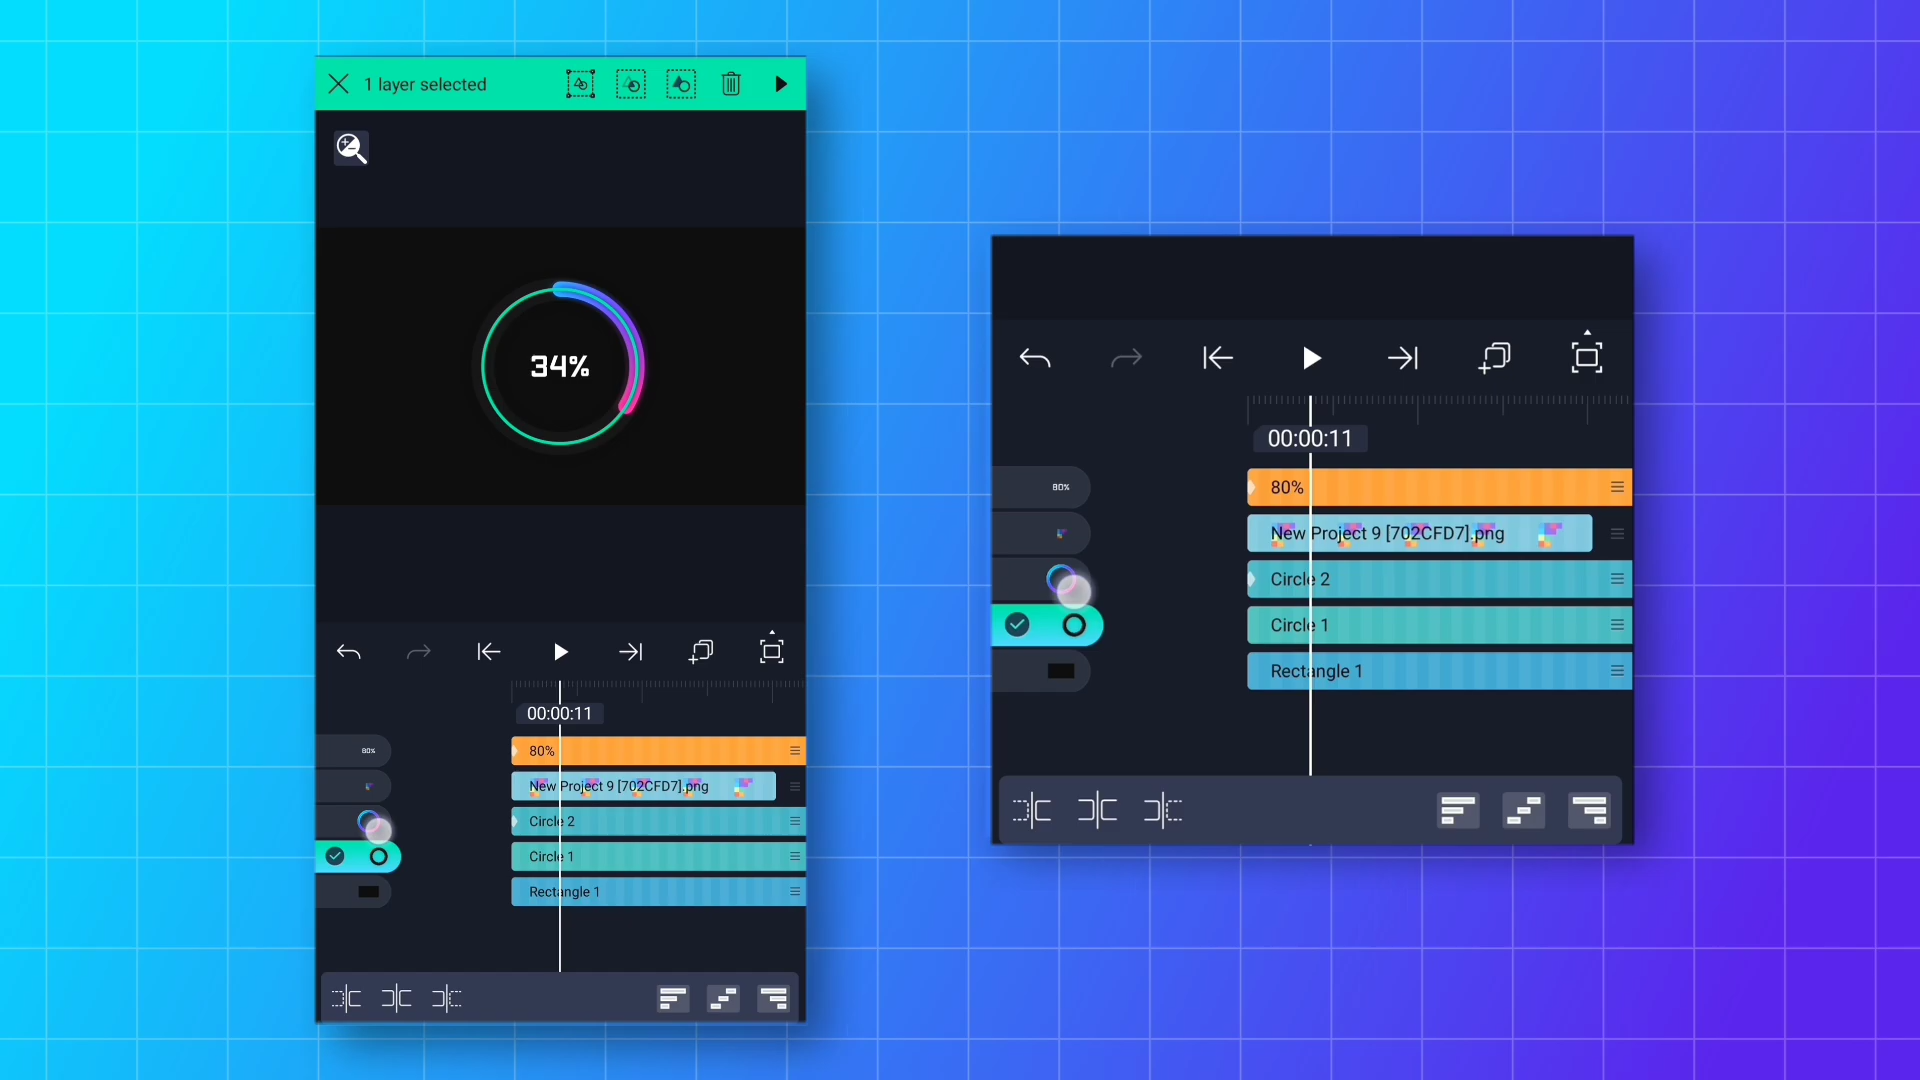 1 layer selected
34%
00:00:11
80%
80%
New Project 9 [702CFD7].png
Circle 2
Circle 1
Rectangle 1
00:00:11
80%
80%
New Project 9 [702CFD7].png
Circle 2
Circle 1
Rectangle 1